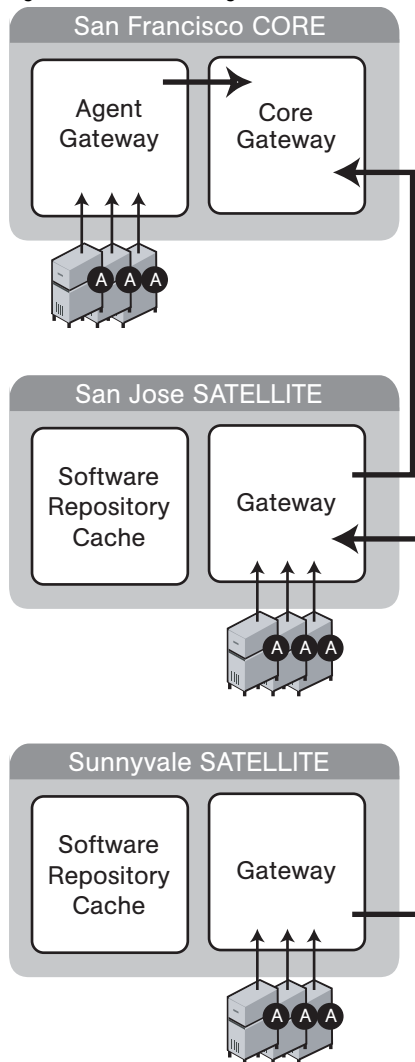 San Francisco CORE
Agent
Gateway
Core
Gateway
A A A
San Jose SATELLITE
Software
Repository
Cache
Gateway
A A A
Sunnyvale SATELLITE
Software
Repository
Cache
Gateway
A A A